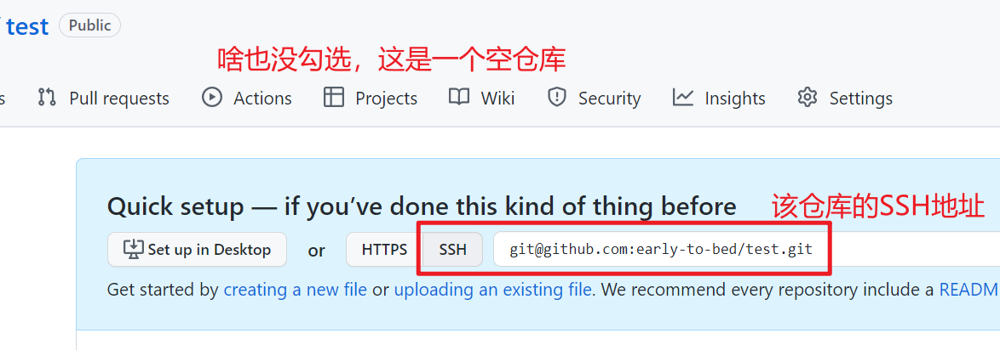 test Public
啥也没勾选，这是一个空仓库
s Pull requests Actions Projects Wiki Security Insights Settings
Quick setup — if you’ve done this kind of thing before
该仓库的SSH地址
Set up in Desktop or HTTPS SSH git@github.com:early-to-bed/test.git
Get started by creating a new file or uploading an existing file. We recommend every repository include a READM